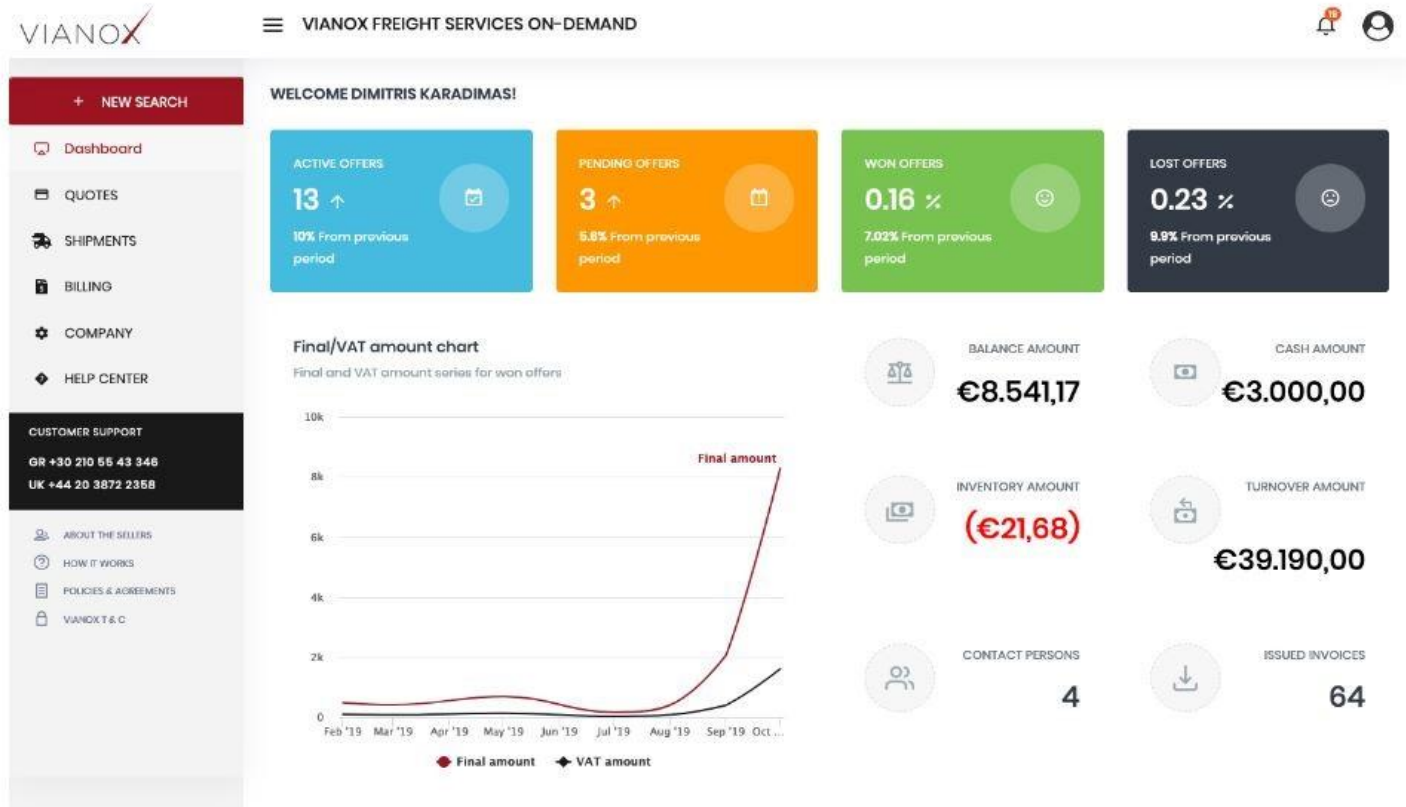 VIANOX
VIANOX FREIGHT SERVICES ON-DEMAND
19
+ NEW SEARCH
Dashboard
QUOTES
SHIPMENTS
BILLING
COMPANY
HELP CENTER
CUSTOMER SUPPORT
GR +30 210 55 43 346
UK +44 20 3872 2358
ABOUT THE SELLERS
HOW IT WORKS
POLICIES & AGREEMENTS
VIANOX T & C
WELCOME DIMITRIS KARADIMAS!
ACTIVE OFFERS
13 ↑
10% From previous
period
PENDING OFFERS
3 ↑
5.6% From previous
period
WON OFFERS
0.16 %
7.02% From previous
period
LOST OFFERS
0.23 %
9.9% From previous
period
Final/VAT amount chart
Final and VAT amount series for won offers
10k
8k
6k
4k
2k
0
Final amount
Feb '19 Mar '19 Apr '19 May '19 Jun '19 Jul '19 Aug '19 Sep '19 Oct ...
Final amount VAT amount
BALANCE AMOUNT
€8.541,17
CASH AMOUNT
€3.000,00
INVENTORY AMOUNT
(€21,68)
TURNOVER AMOUNT
€39.190,00
CONTACT PERSONS
4
ISSUED INVOICES
64